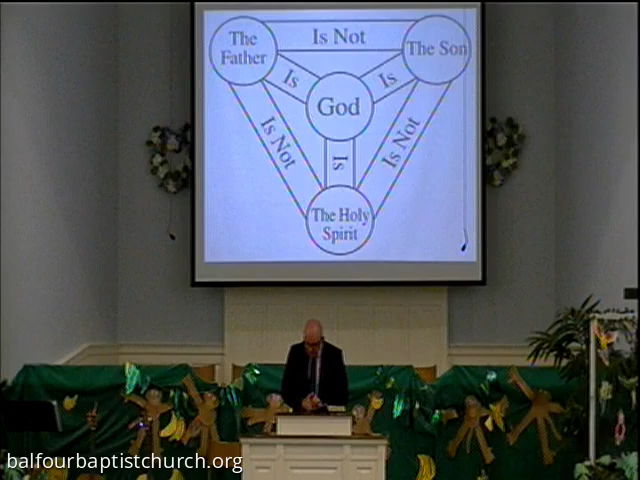 The
Father
Is Not
The Son
Is
Is
God
Is Not
Is
Is Not
The Holy
Spirit
balfourbaptistchurch.org